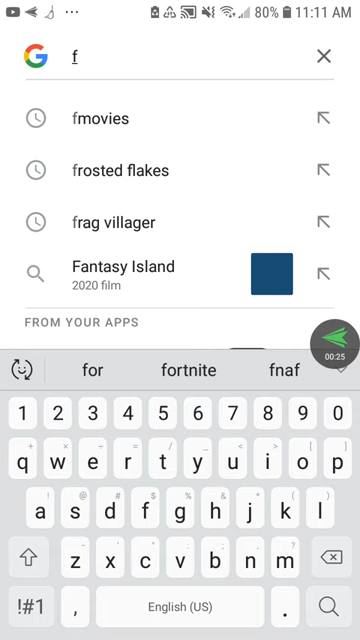 80% 11:11 AM
f
fmovies
frosted flakes
frag villager
Fantasy Island
2020 film
FROM YOUR APPS
00:25
for fortnite fnaf
1 2 3 4 5 6 7 8 9 0
+ × ÷ = / _ < > [ ]
q w e r t y u i o p
! @ # $ % & * ( )
a s d f g h j k l
- ' " : ; , ?
z x c v b n m
!#1 , English (US) .